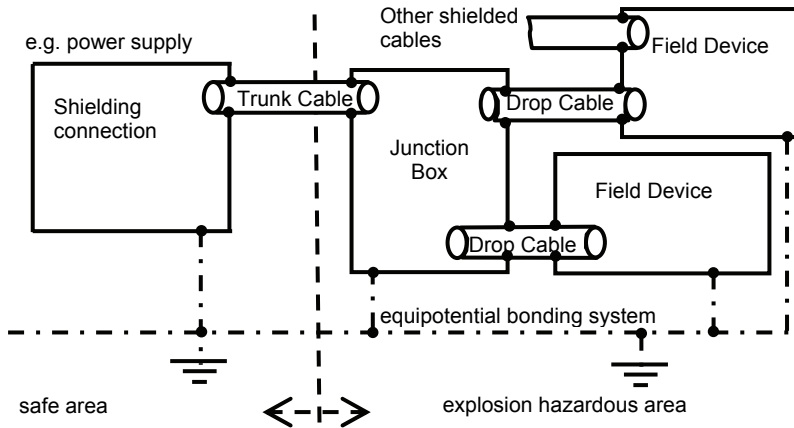 Other shielded
cables
e.g. power supply
Field Device
Shielding
connection
Trunk Cable
Drop Cable
Junction
Box
Field Device
Drop Cable
equipotential bonding system
safe area
explosion hazardous area